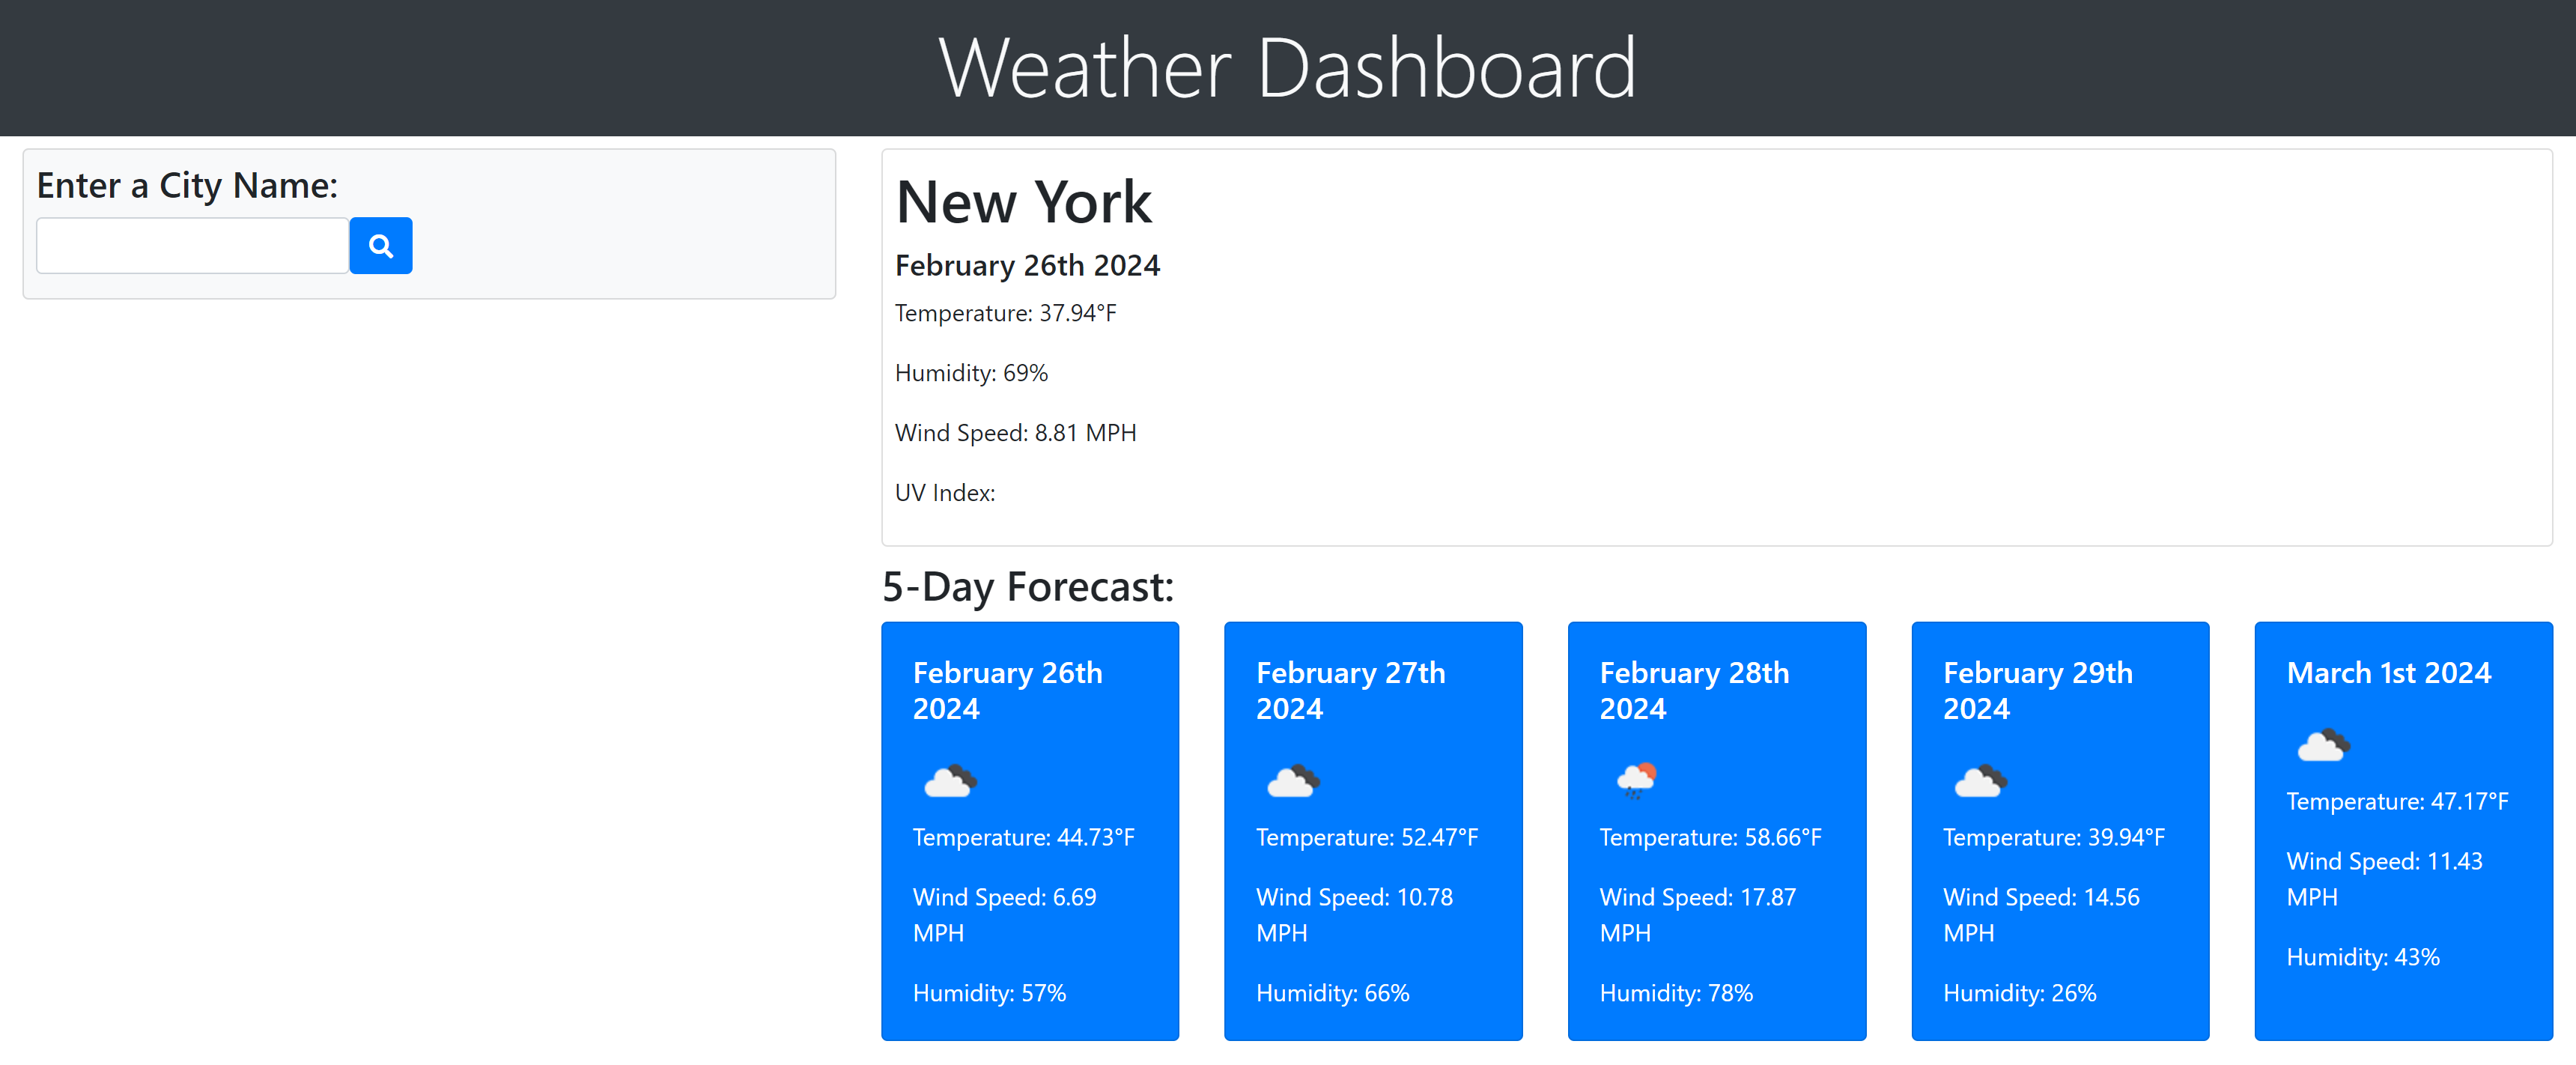 Weather Dashboard
Enter a City Name:
New York
February 26th 2024
Temperature: 37.94°F
Humidity: 69%
Wind Speed: 8.81 MPH
UV Index:
5-Day Forecast:
February 26th
2024
Temperature: 44.73°F
Wind Speed: 6.69
MPH
Humidity: 57%
February 27th
2024
Temperature: 52.47°F
Wind Speed: 10.78
MPH
Humidity: 66%
February 28th
2024
Temperature: 58.66°F
Wind Speed: 17.87
MPH
Humidity: 78%
February 29th
2024
Temperature: 39.94°F
Wind Speed: 14.56
MPH
Humidity: 26%
March 1st 2024
Temperature: 47.17°F
Wind Speed: 11.43
MPH
Humidity: 43%